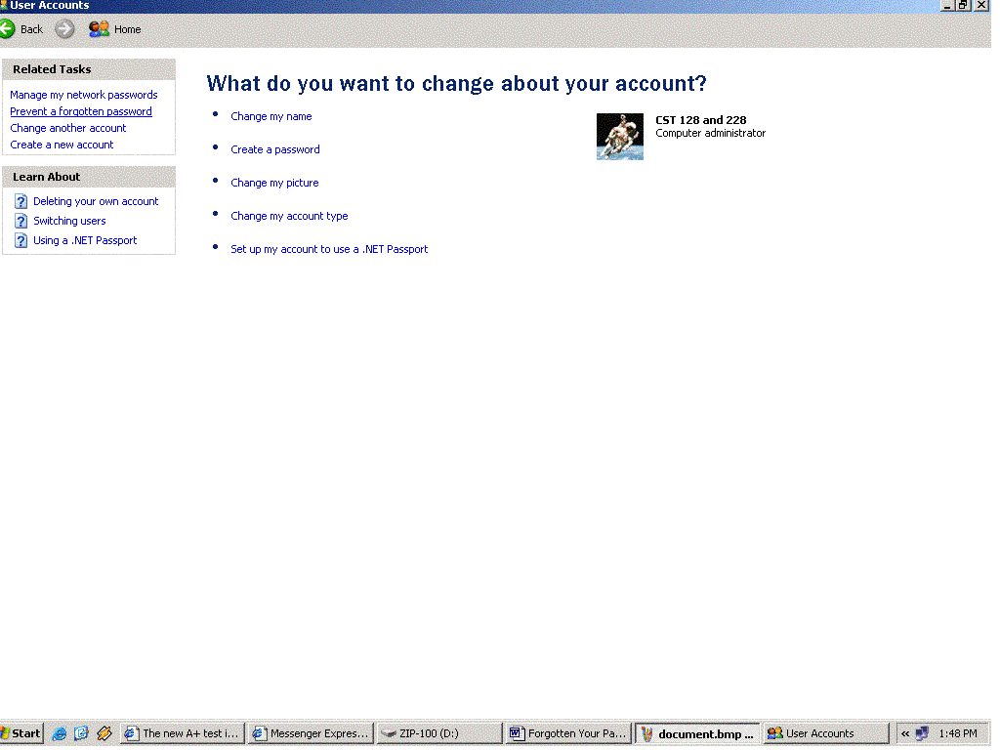 User Accounts
Back Home
Related Tasks
Manage my network passwords
Prevent a forgotten password
Change another account
Create a new account
Learn About
Deleting your own account
Switching users
Using a .NET Passport
What do you want to change about your account?
Change my name
Create a password
Change my picture
Change my account type
Set up my account to use a .NET Passport
CST 128 and 228
Computer administrator
Start The new A+ test i... Messenger Expres... ZIP-100 (D:) Forgotten Your Pa... document.bmp ... User Accounts « 1:48 PM